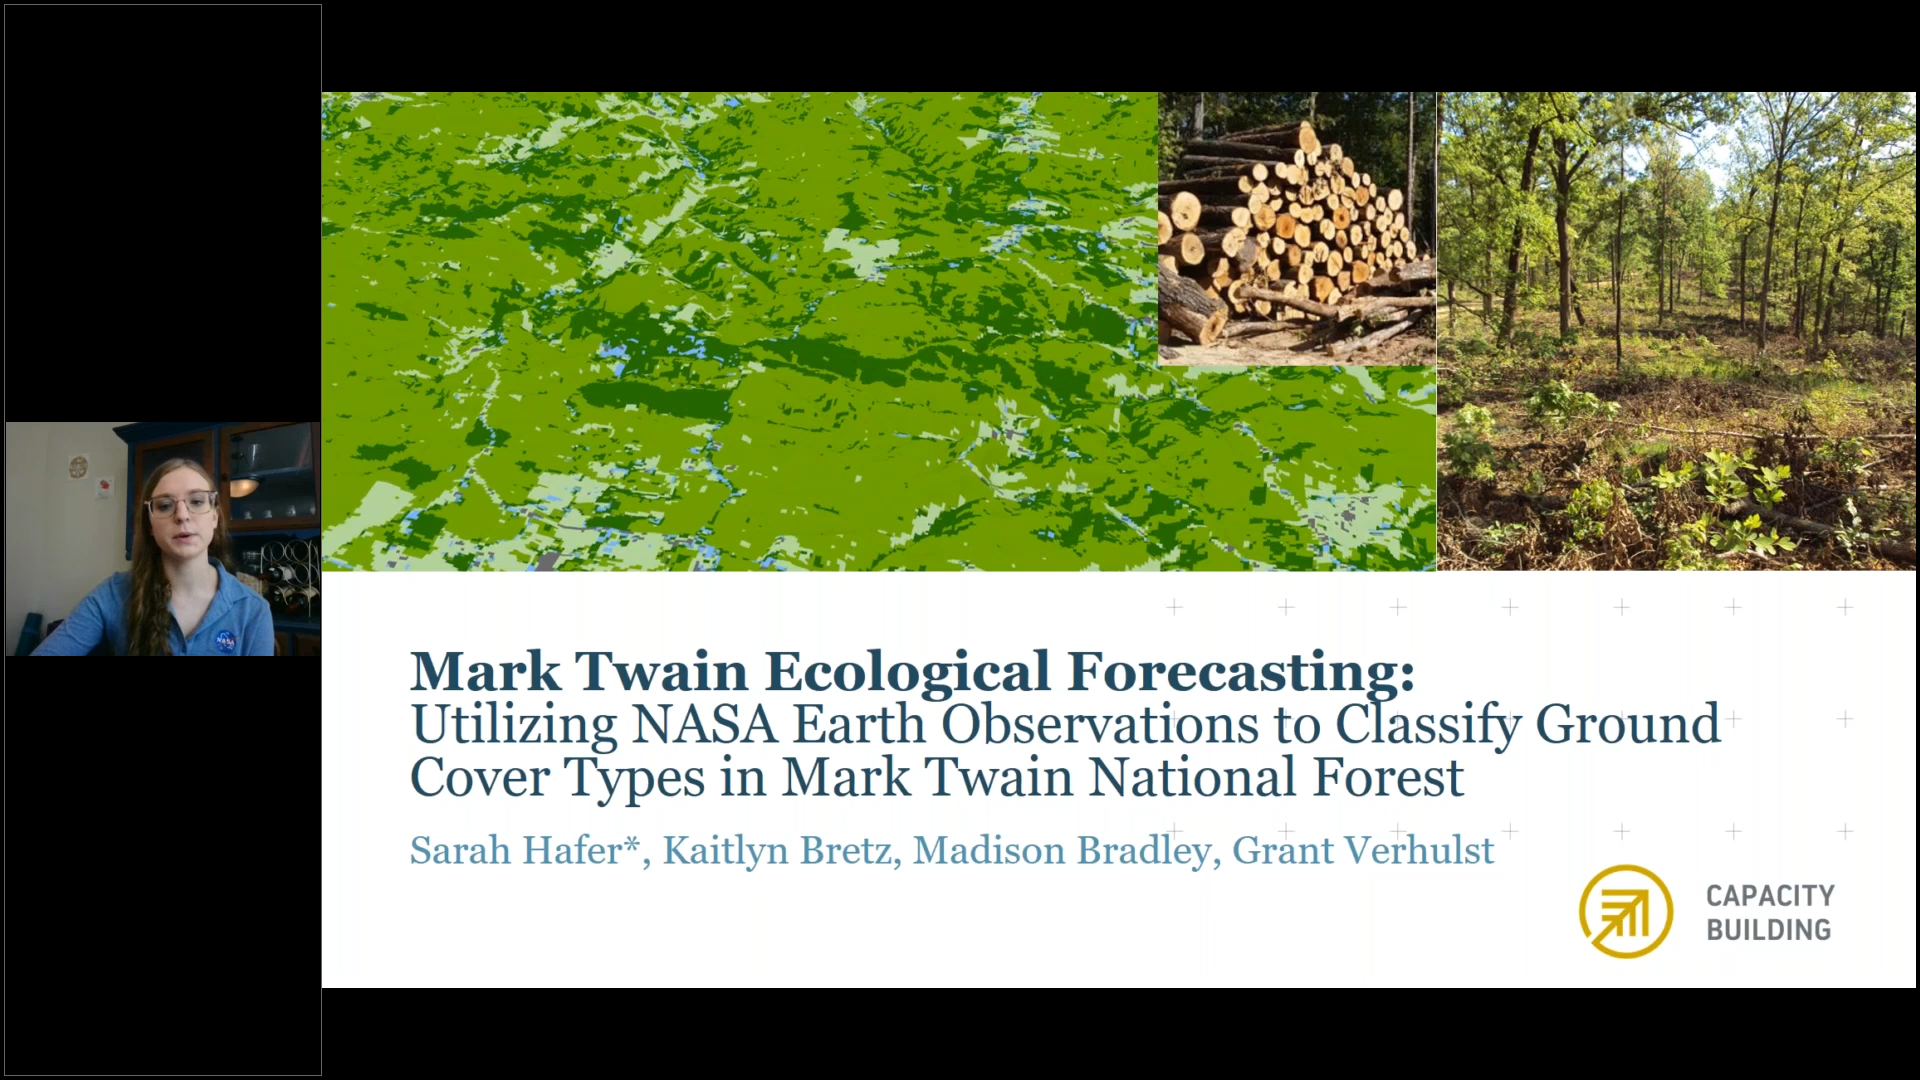 Mark Twain Ecological Forecasting:
Utilizing NASA Earth Observations to Classify Ground
Cover Types in Mark Twain National Forest
Sarah Hafer*, Kaitlyn Bretz, Madison Bradley, Grant Verhulst
CAPACITY
BUILDING
NASA